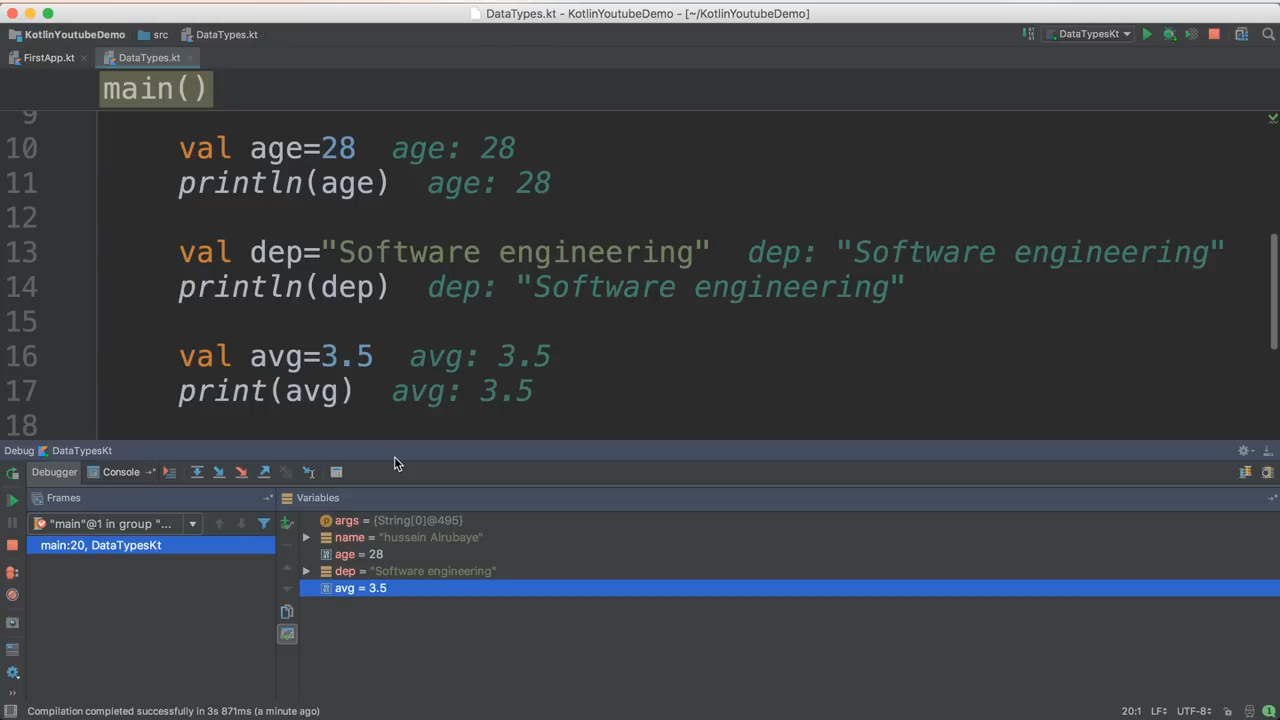 DataTypes.kt - KotlinYoutubeDemo - [~/KotlinYoutubeDemo]
KotlinYoutubeDemo src DataTypes.kt DataTypesKt
FirstApp.kt DataTypes.kt
main()
9
10 val age=28 age: 28
11 println(age) age: 28
12
13 val dep="Software engineering" dep: "Software engineering"
14 println(dep) dep: "Software engineering"
15
16 val avg=3.5 avg: 3.5
17 print(avg) avg: 3.5
18
Debug DataTypesKt
Debugger Console
Frames Variables
"main"@1 in group "...
main:20, DataTypesKt
args = {String[0]@495}
name = "hussein Alrubaye"
age = 28
dep = "Software engineering"
avg = 3.5
Compilation completed successfully in 3s 871ms (a minute ago) 20:1 LF UTF-8 1